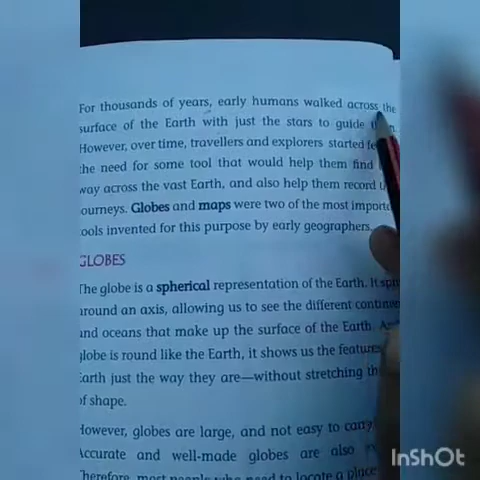 For thousands of years, early humans walked across the
surface of the Earth with just the stars to guide
However, over time, travellers and explorers started
the need for some tool that would help them find
way across the vast Earth, and also help them record
ourneys. Globes and maps were two of the most importa
ools invented for this purpose by early geographers.
GLOBES
The globe is a spherical representation of the Earth. It spi
around an axis, allowing us to see the different continen
and oceans that make up the surface of the Earth.
globe is round like the Earth, it shows us the features
Earth just the way they are—without stretching th
of shape.
However, globes are large, and not easy to carry
Accurate and well-made globes are also
Therefore, most people who need to locate a place
InShOt